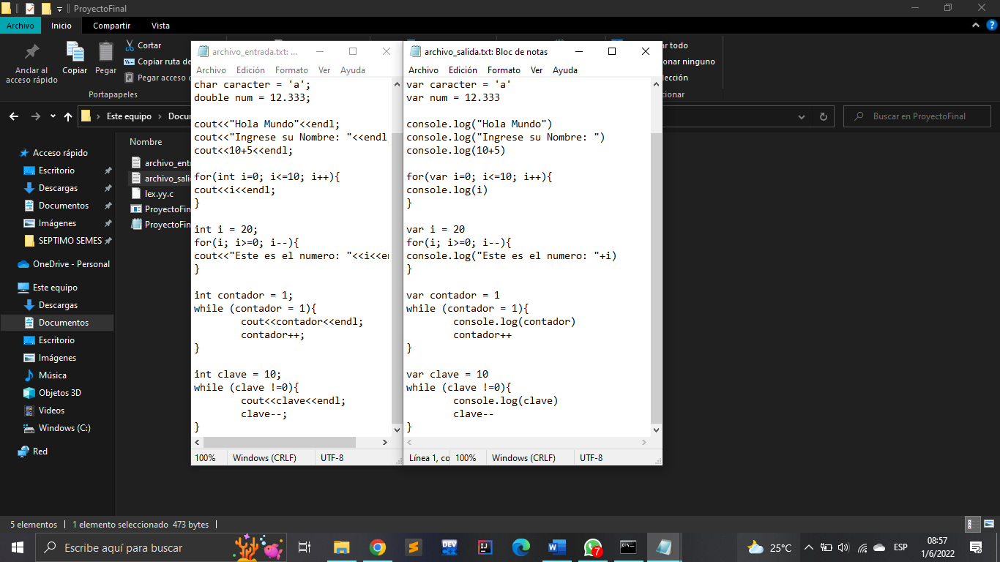 ProyectoFinal
Archivo Inicio Compartir Vista
Anclar al acceso rápido
Copiar
Pegar
Cortar
Copiar ruta de
Pegar acceso
Portapapeles
Este equipo
Buscar en ProyectoFinal
Nombre
lex.yy.c
Acceso rápido
Escritorio
Descargas
Documentos
Imágenes
SEPTIMO SEMES
OneDrive - Personal
Este equipo
Descargas
Documentos
Escritorio
Imágenes
Música
Objetos 3D
Videos
Windows (C:)
Red
archivo_entrada.txt: ...
Archivo Edición Formato Ver Ayuda
char caracter = 'a';
double num = 12.333;
cout<<"Hola Mundo"<<endl;
cout<<"Ingrese su Nombre: "<<endl
cout<<10+5<<endl;
for(int i=0; i<=10; i++){
cout<<i<<endl;
}
int i = 20;
for(i; i>=0; i--){
cout<<"Este es el numero: "<<i<<en
}
int contador = 1;
while (contador = 1){
cout<<contador<<endl;
contador++;
}
int clave = 10;
while (clave !=0){
cout<<clave<<endl;
clave--;
}
100% Windows (CRLF) UTF-8
archivo_salida.txt: Bloc de notas
Archivo Edición Formato Ver Ayuda
var caracter = 'a'
var num = 12.333
console.log("Hola Mundo")
console.log("Ingrese su Nombre: ")
console.log(10+5)
for(var i=0; i<=10; i++){
console.log(i)
}
var i = 20
for(i; i>=0; i--){
console.log("Este es el numero: "+i)
}
var contador = 1
while (contador = 1){
console.log(contador)
contador++
}
var clave = 10
while (clave !=0){
console.log(clave)
clave--
}
Línea 1, co 100% Windows (CRLF) UTF-8
5 elementos 1 elemento seleccionado 473 bytes
Escribe aquí para buscar
DEV
IJ
W
7
25°C
ESP
08:57
1/6/2022